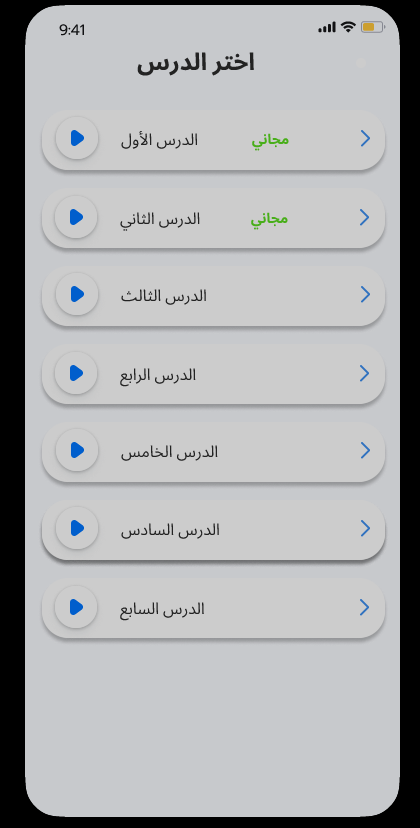 9:41
اختر الدرس
الدرس الأول مجاني
الدرس الثاني مجاني
الدرس الثالث
الدرس الرابع
الدرس الخامس
الدرس السادس
الدرس السابع